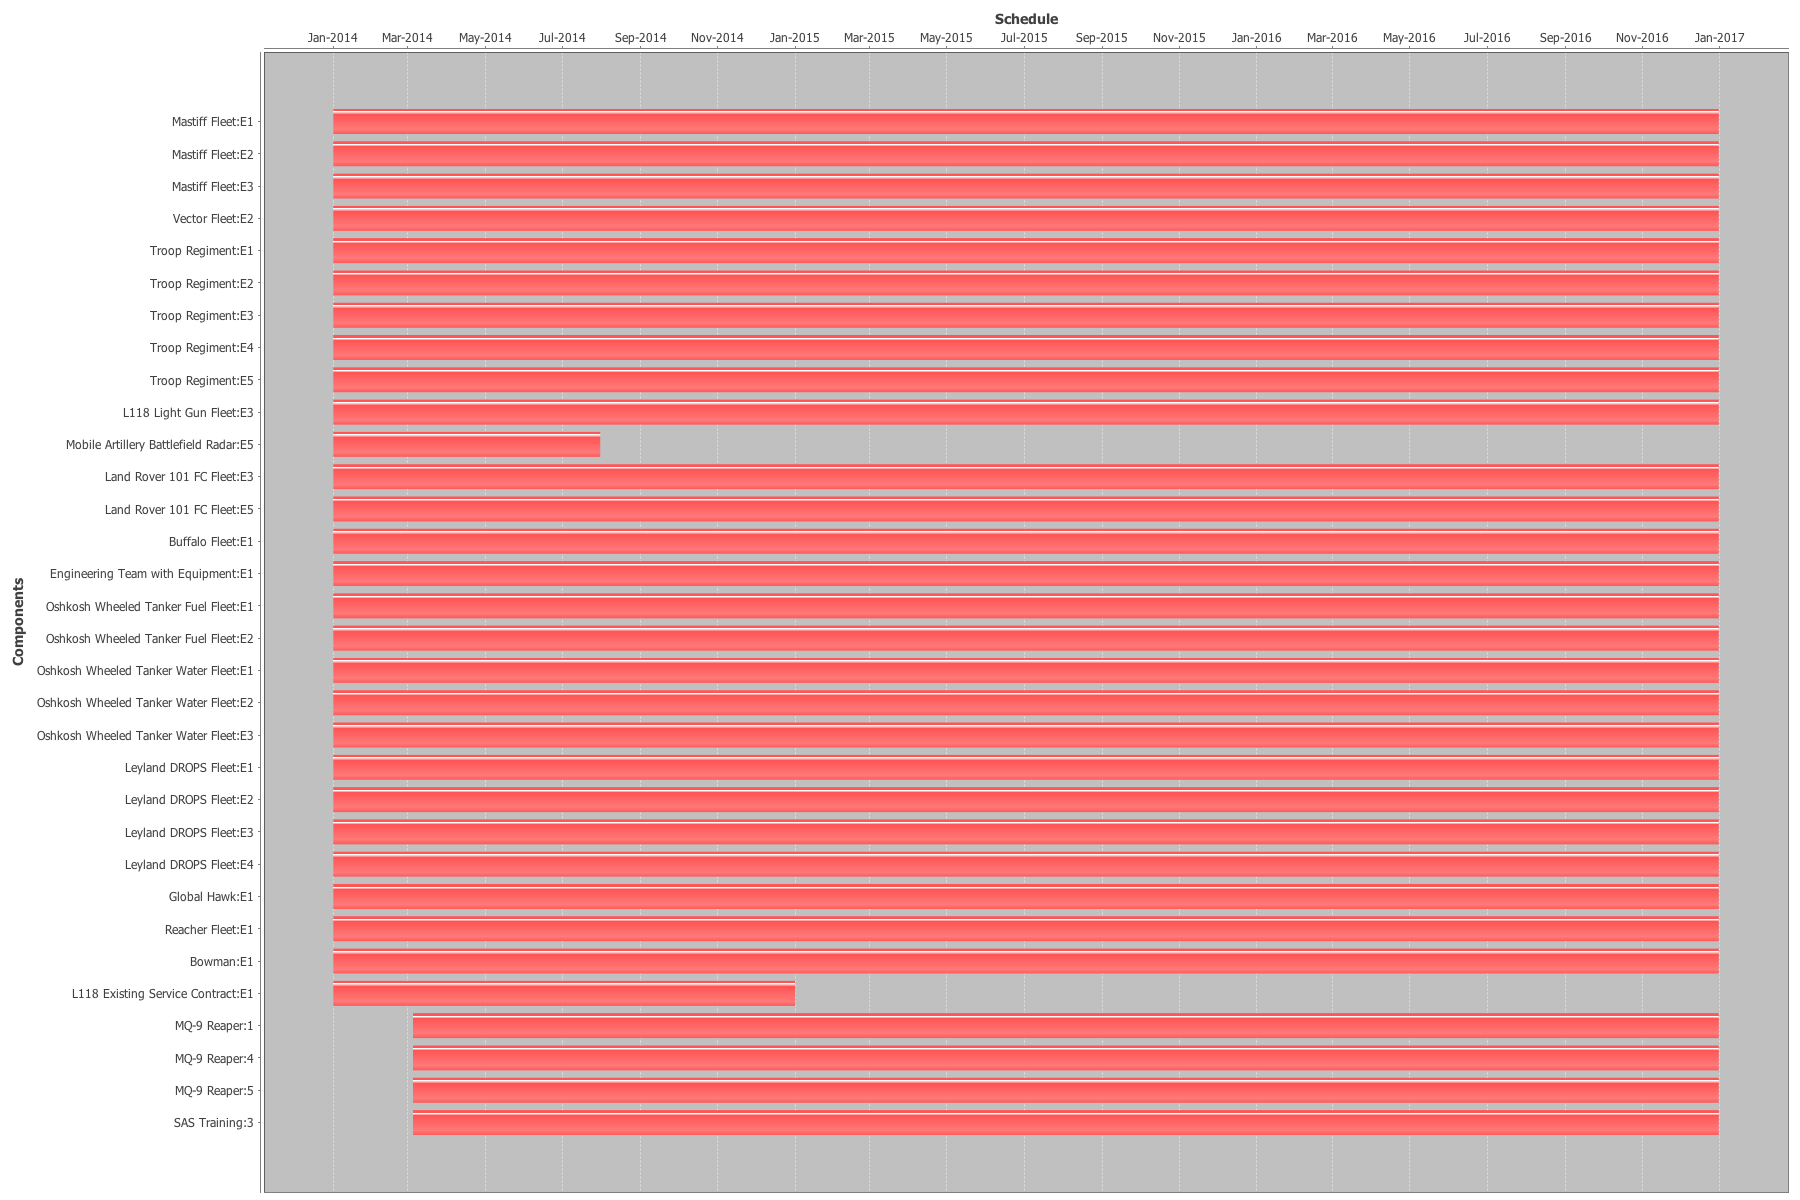 Schedule
Jan-2014 Mar-2014 May-2014 Jul-2014 Sep-2014 Nov-2014 Jan-2015 Mar-2015 May-2015 Jul-2015 Sep-2015 Nov-2015 Jan-2016 Mar-2016 May-2016 Jul-2016 Sep-2016 Nov-2016 Jan-2017
Components
Mastiff Fleet:E1
Mastiff Fleet:E2
Mastiff Fleet:E3
Vector Fleet:E2
Troop Regiment:E1
Troop Regiment:E2
Troop Regiment:E3
Troop Regiment:E4
Troop Regiment:E5
L118 Light Gun Fleet:E3
Mobile Artillery Battlefield Radar:E5
Land Rover 101 FC Fleet:E3
Land Rover 101 FC Fleet:E5
Buffalo Fleet:E1
Engineering Team with Equipment:E1
Oshkosh Wheeled Tanker Fuel Fleet:E1
Oshkosh Wheeled Tanker Fuel Fleet:E2
Oshkosh Wheeled Tanker Water Fleet:E1
Oshkosh Wheeled Tanker Water Fleet:E2
Oshkosh Wheeled Tanker Water Fleet:E3
Leyland DROPS Fleet:E1
Leyland DROPS Fleet:E2
Leyland DROPS Fleet:E3
Leyland DROPS Fleet:E4
Global Hawk:E1
Reacher Fleet:E1
Bowman:E1
L118 Existing Service Contract:E1
MQ-9 Reaper:1
MQ-9 Reaper:4
MQ-9 Reaper:5
SAS Training:3